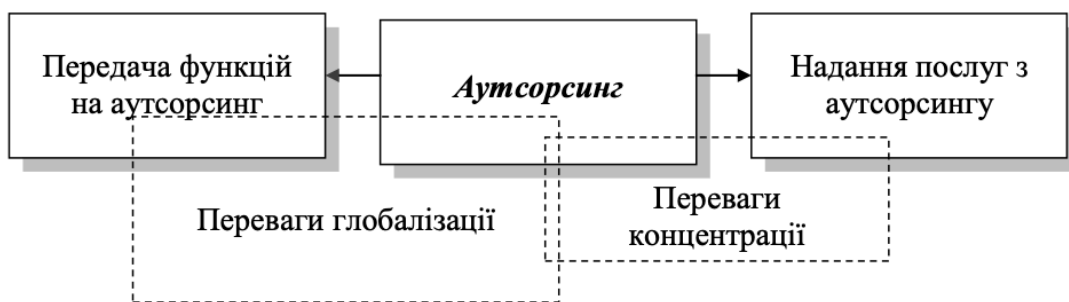 Передача функцій
на аутсорсинг
Аутсорсинг
Надання послуг з
аутсорсингу
Переваги глобалізації
Переваги
концентрації